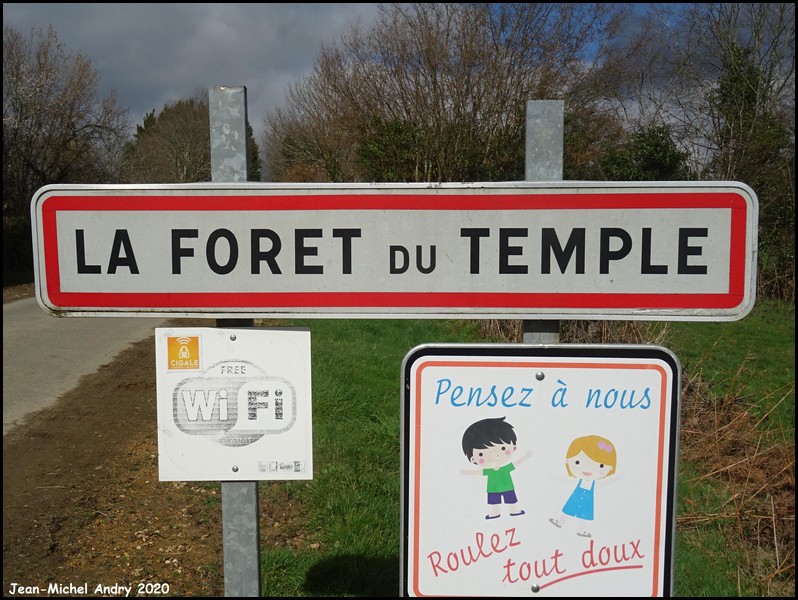 LA FORET DU TEMPLE
CIGALE
FREE
WiFi
Pensez à nous
Roulez
tout doux
Jean-Michel Andry 2020